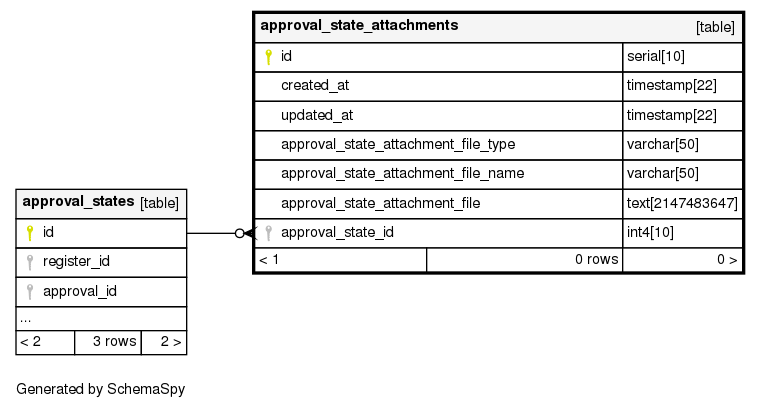 approval_state_attachments [table]
id serial[10]
created_at timestamp[22]
updated_at timestamp[22]
approval_state_attachment_file_type varchar[50]
approval_state_attachment_file_name varchar[50]
approval_state_attachment_file text[2147483647]
approval_state_id int4[10]
< 1 0 rows 0 >
approval_states [table]
id
register_id
approval_id
...
< 2 3 rows 2 >
Generated by SchemaSpy